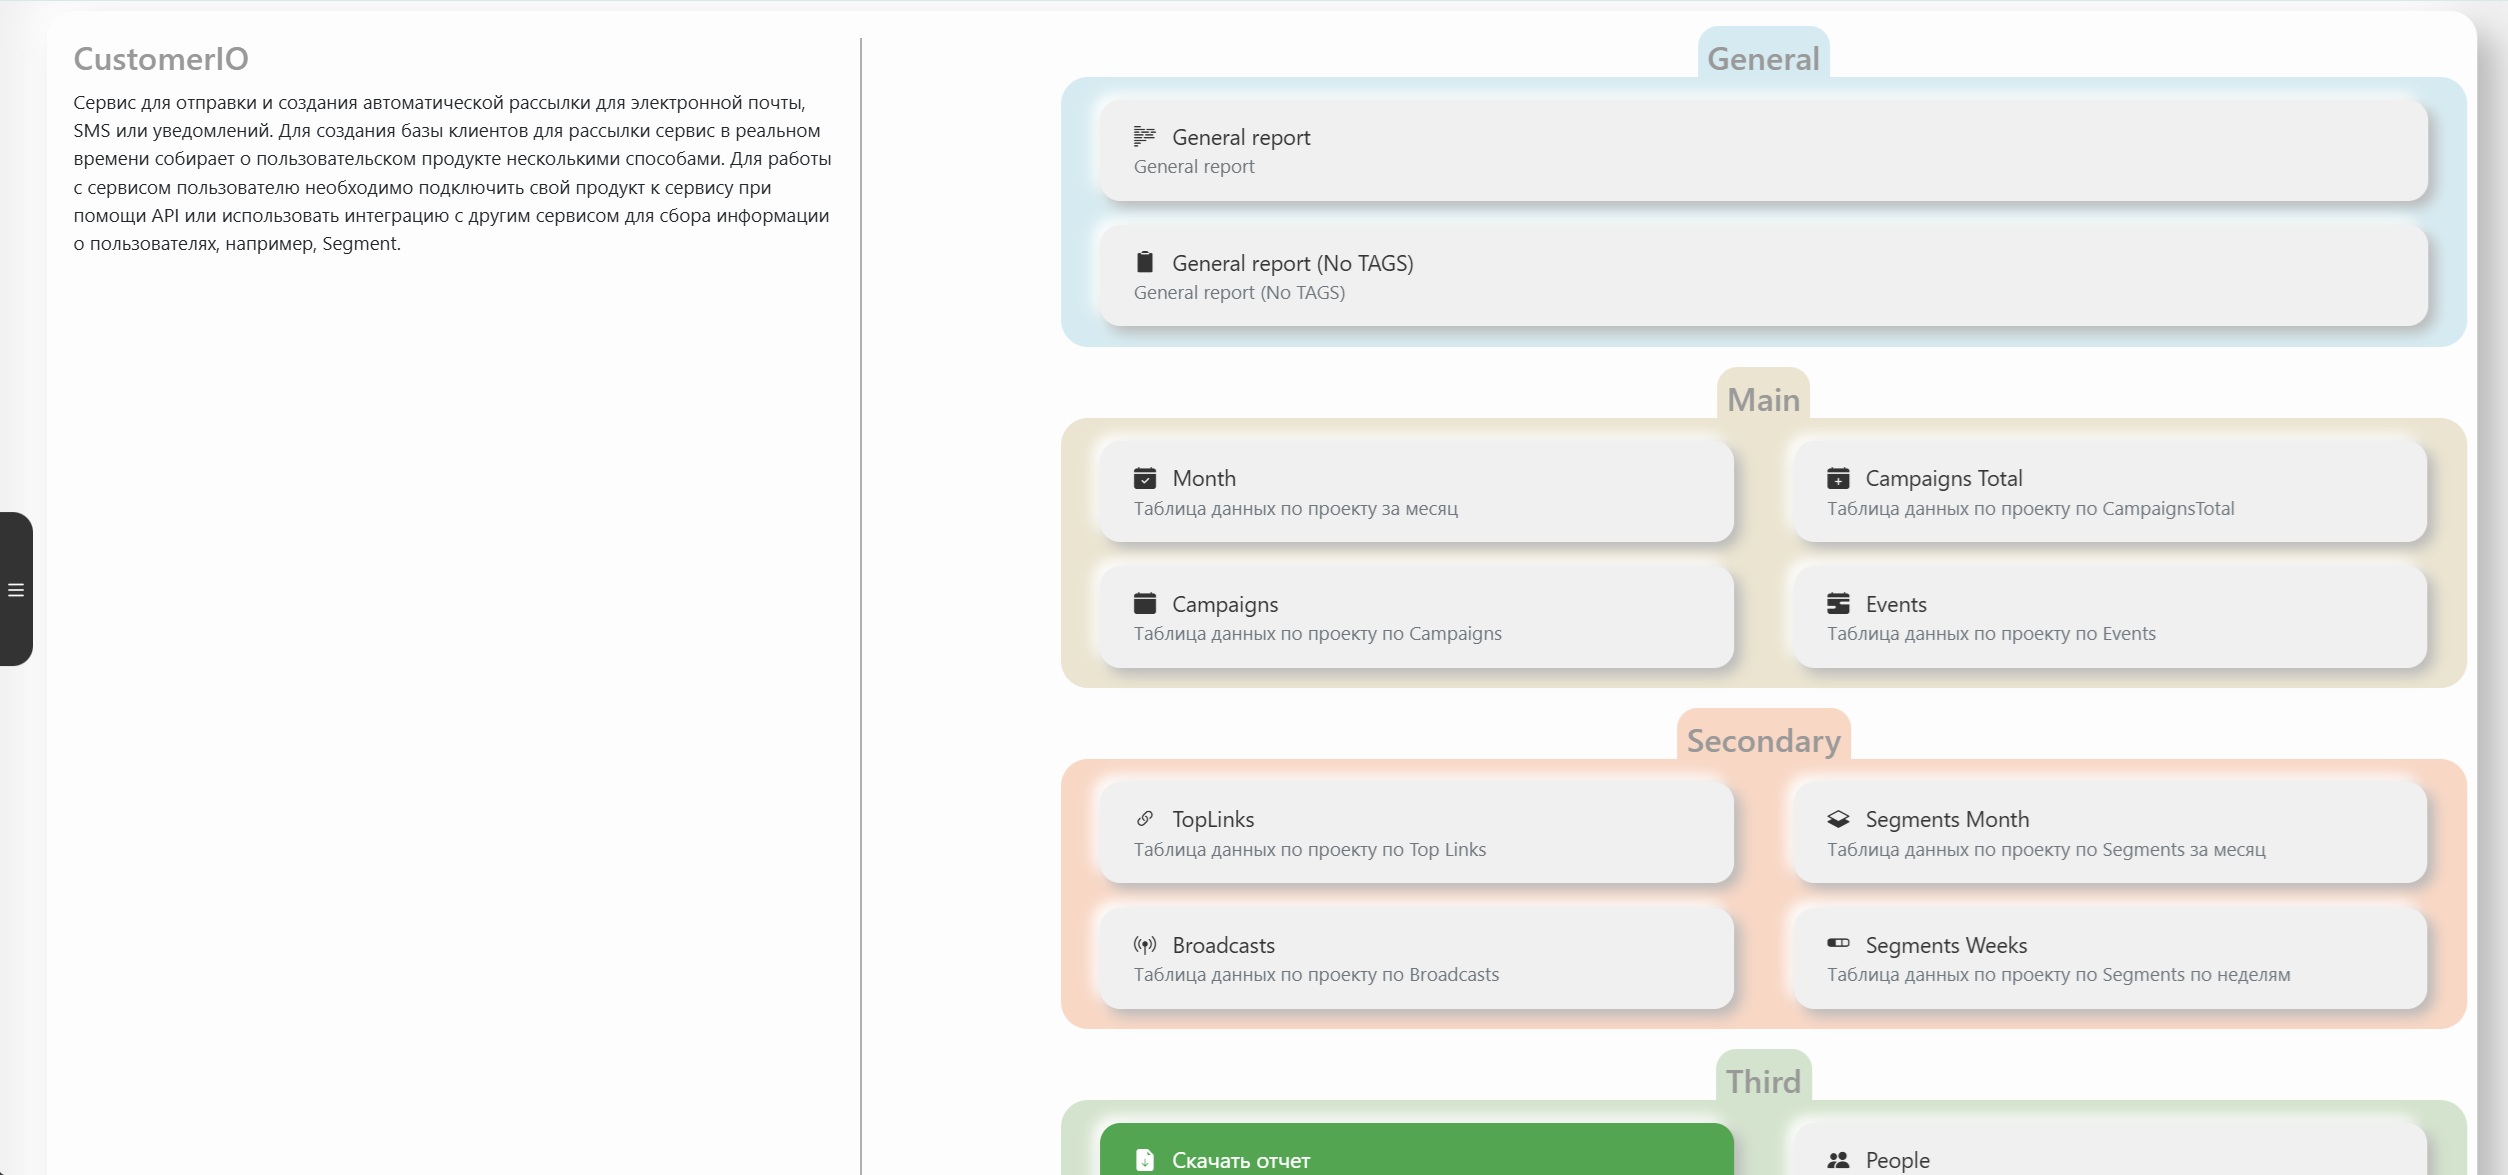 CustomerIO
Сервис для отправки и создания автоматической рассылки для электронной почты,
SMS или уведомлений. Для создания базы клиентов для рассылки сервис в реальном
времени собирает о пользовательском продукте несколькими способами. Для работы
с сервисом пользователю необходимо подключить свой продукт к сервису при
помощи API или использовать интеграцию с другим сервисом для сбора информации
о пользователях, например, Segment.
General
General report
General report
General report (No TAGS)
General report (No TAGS)
Main
Month
Таблица данных по проекту за месяц
Campaigns Total
Таблица данных по проекту по CampaignsTotal
Campaigns
Таблица данных по проекту по Campaigns
Events
Таблица данных по проекту по Events
Secondary
TopLinks
Таблица данных по проекту по Top Links
Segments Month
Таблица данных по проекту по Segments за месяц
Broadcasts
Таблица данных по проекту по Broadcasts
Segments Weeks
Таблица данных по проекту по Segments по неделям
Third
Скачать отчет
People